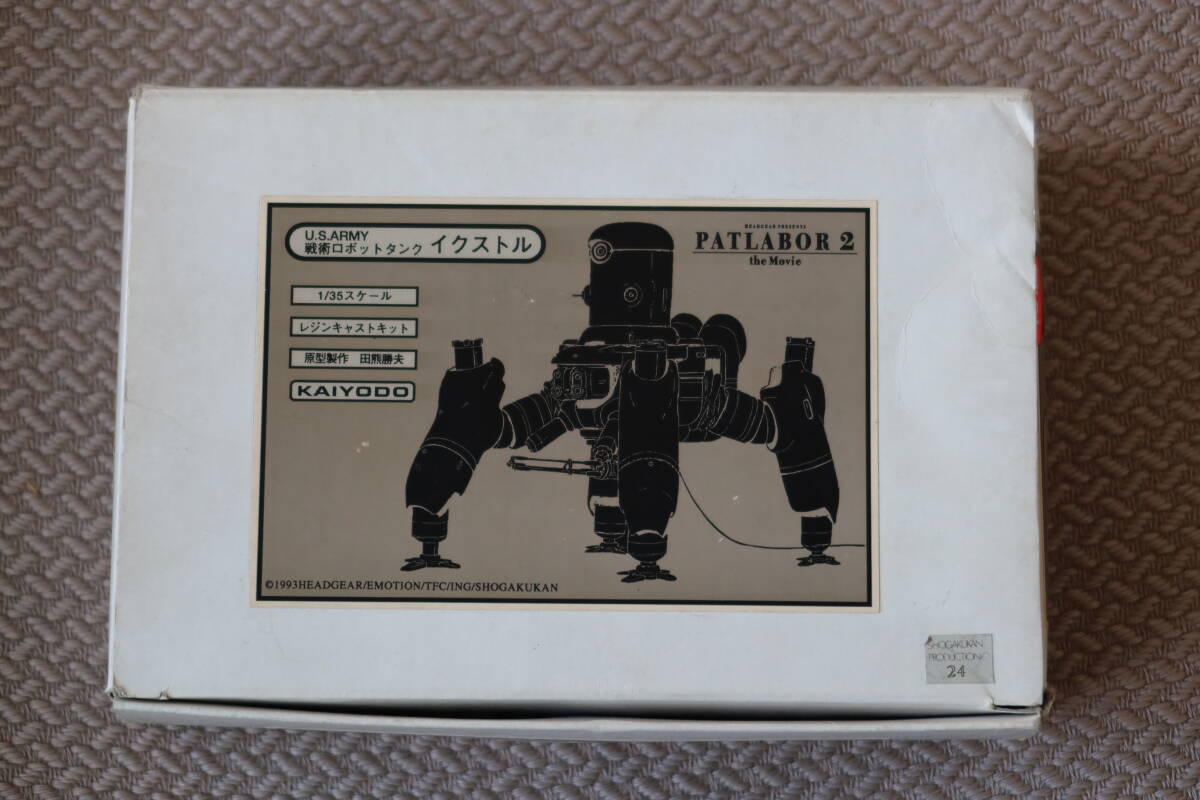 U.S.ARMY
戦術ロボットタンク イクストル
1/35スケール
レジンキャストキット
原型製作 田熊勝夫
KAIYODO
HEADGEAR PRESENTS
PATLABOR 2
the Movie
©1993HEADGEAR/EMOTION/TFC/ING/SHOGAKUKAN
SHOGAKUKAN
PRODUCTION
24